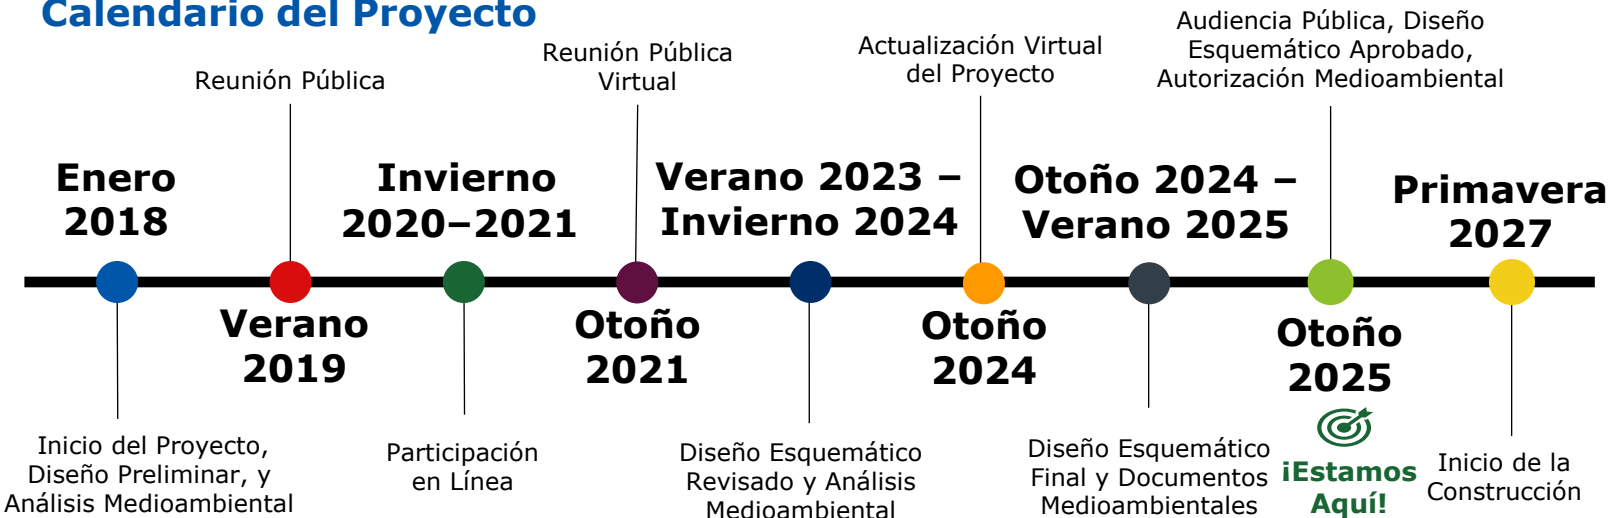 Calendario del Proyecto
Enero
2018
Inicio del Proyecto,
Diseño Preliminar, y
Análisis Medioambiental
Reunión Pública
Verano
2019
Invierno
2020–2021
Participación
en Línea
Reunión Pública
Virtual
Otoño
2021
Verano 2023 –
Invierno 2024
Diseño Esquemático
Revisado y Análisis
Medioambiental
Actualización Virtual
del Proyecto
Otoño
2024
Otoño 2024 –
Verano 2025
Diseño Esquemático
Final y Documentos
Medioambientales
Audiencia Pública, Diseño
Esquemático Aprobado,
Autorización Medioambiental
Otoño
2025
¡Estamos
Aquí!
Primavera
2027
Inicio de la
Construcción